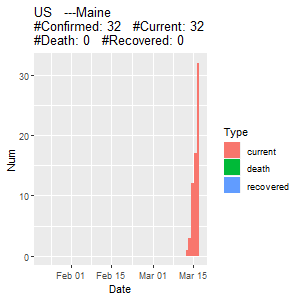 US   ---Maine
#Confirmed: 32   #Current: 32
#Death: 0   #Recovered: 0
30
20
10
0
Num
Feb 01
Feb 15
Mar 01
Mar 15
Date
Type
current
death
recovered